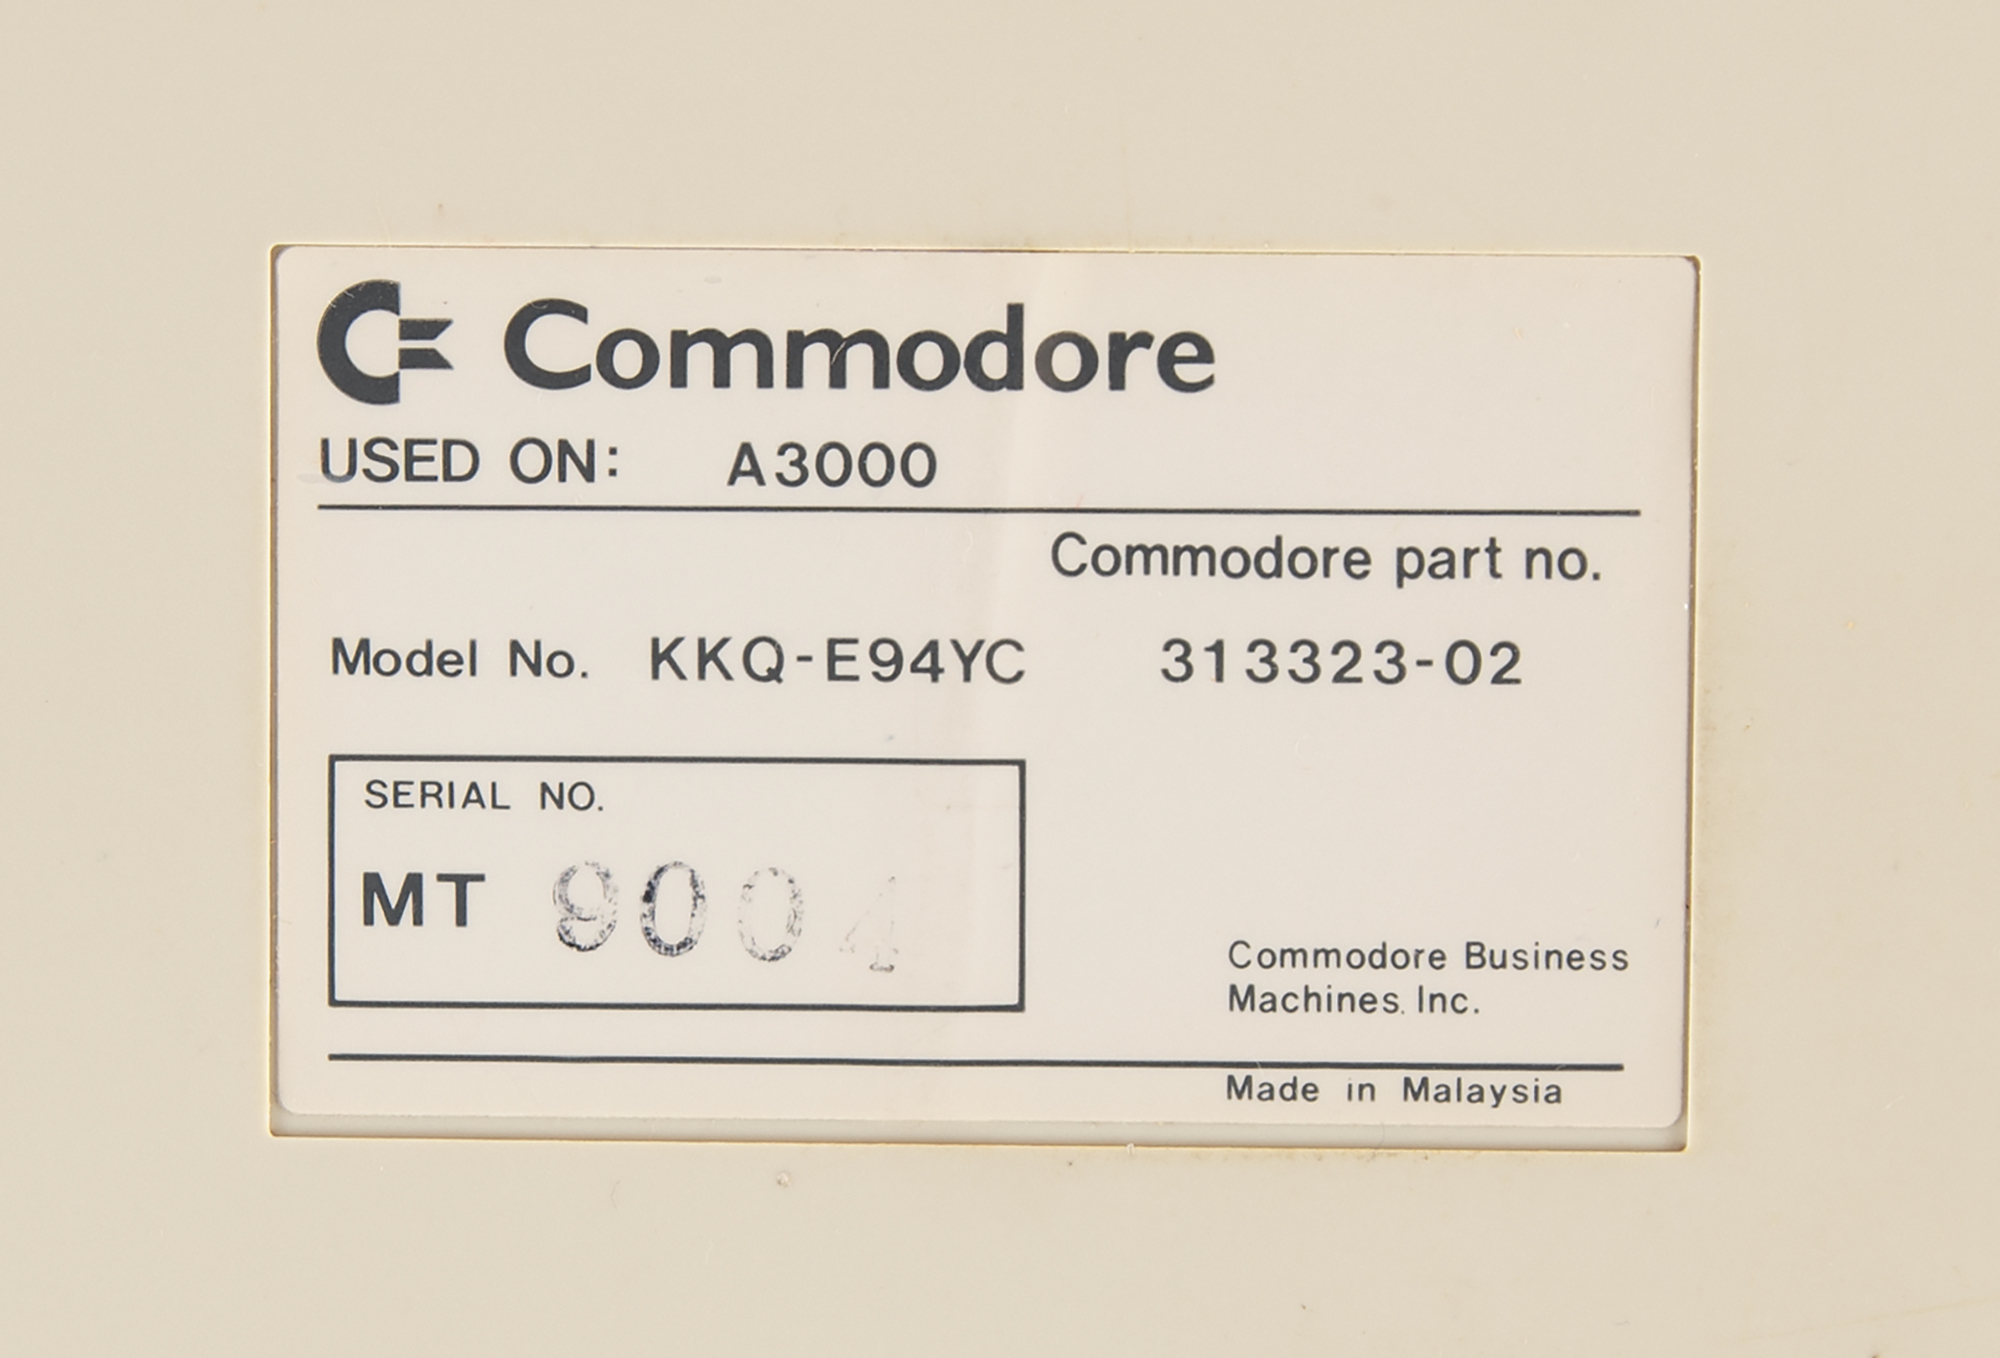 Commodore
USED ON: A3000
Commodore part no.
Model No. KKQ-E94YC 313323-02
SERIAL NO.
MT 9004
Commodore Business
Machines. Inc.
Made in Malaysia